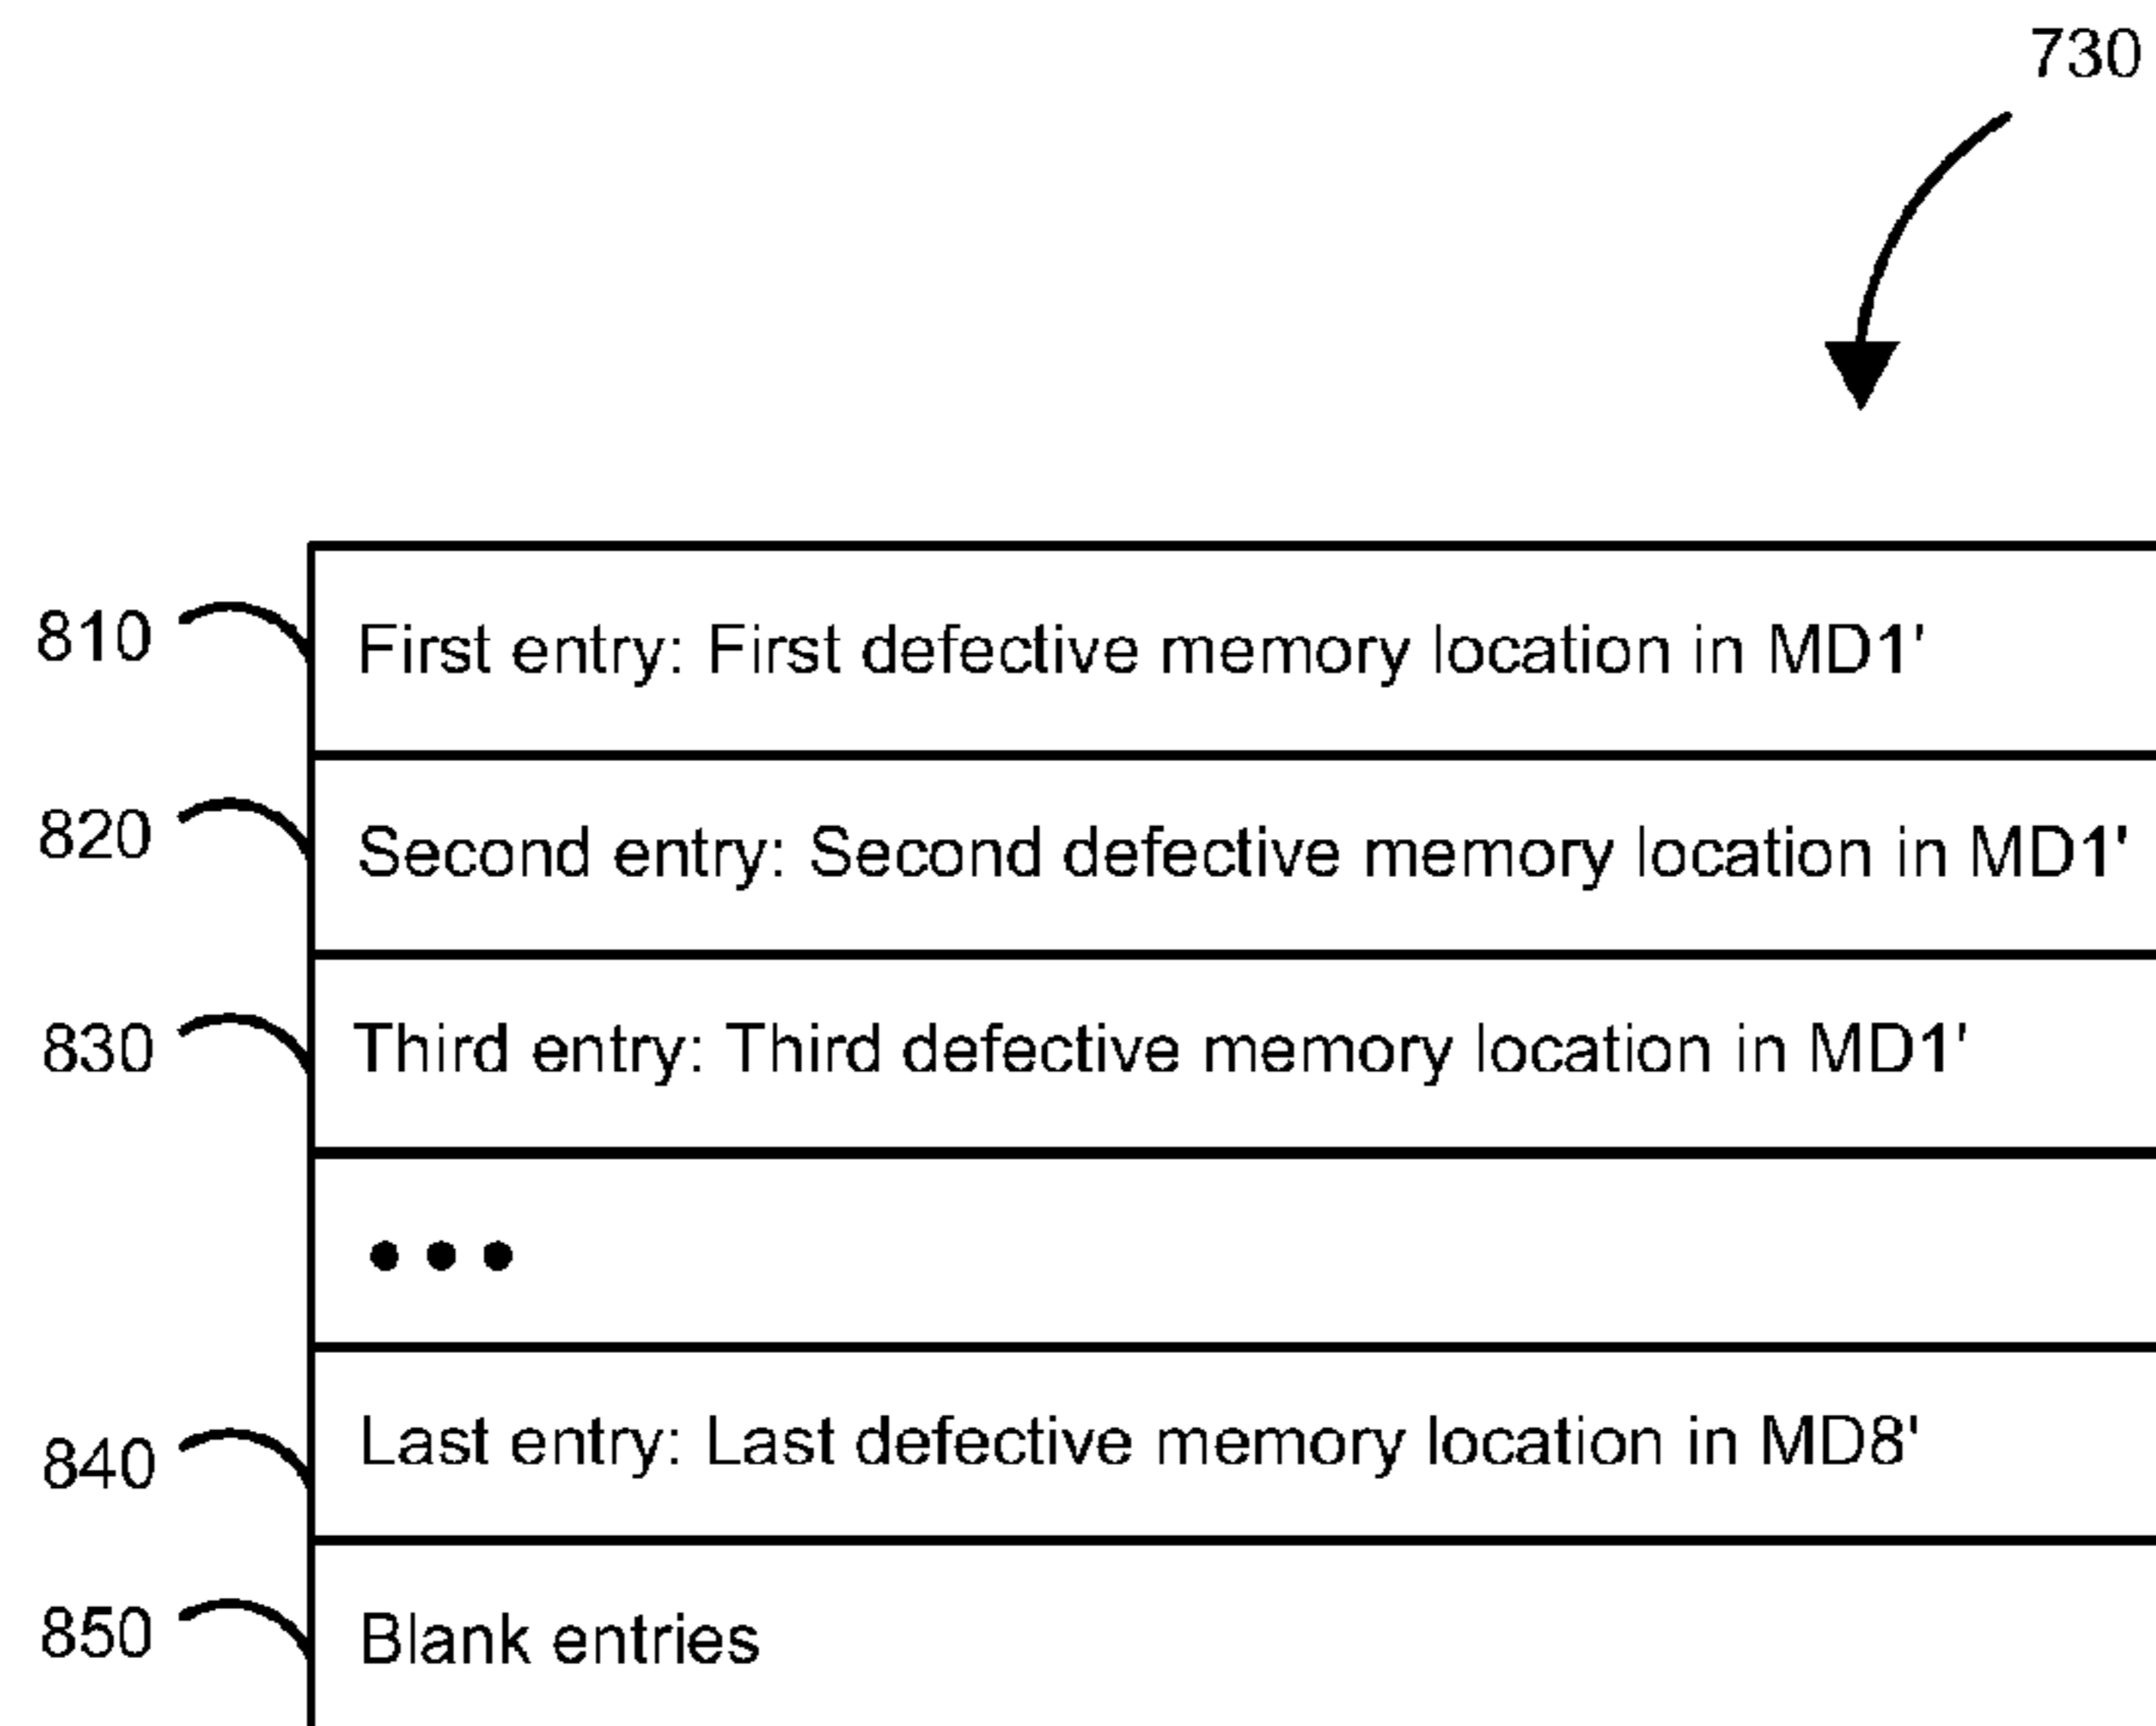 730
810 First entry: First defective memory location in MD1'
820 Second entry: Second defective memory location in MD1'
830 Third entry: Third defective memory location in MD1'
•••
840 Last entry: Last defective memory location in MD8'
850 Blank entries